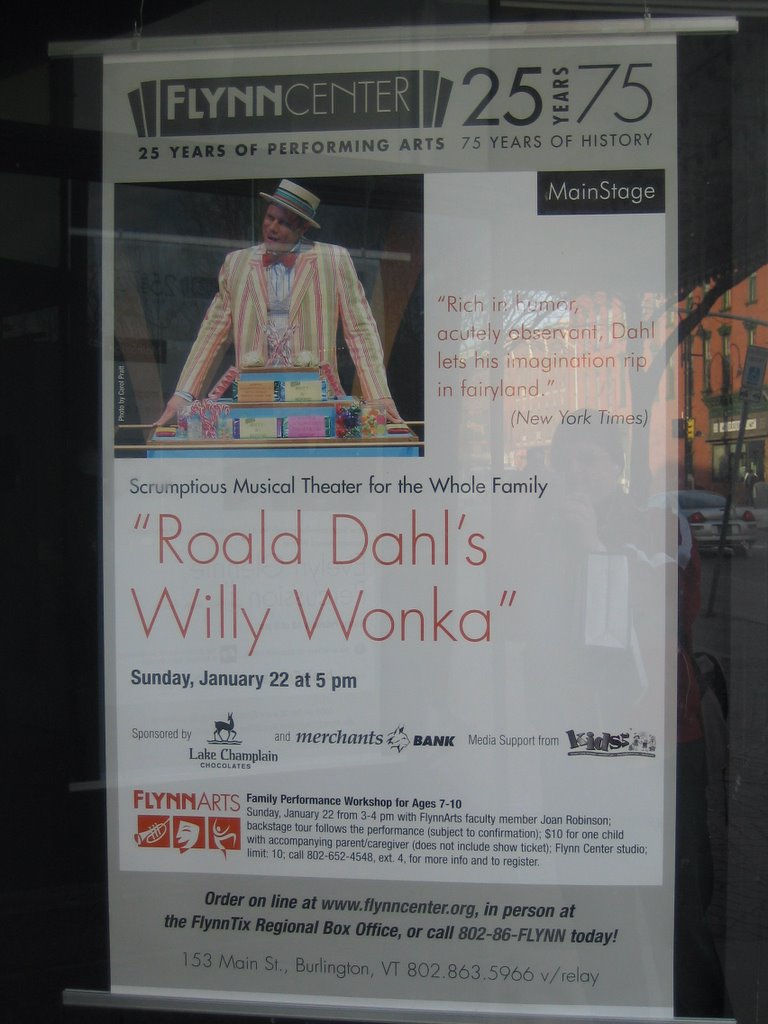 FLYNNCENTER 25 YEARS 75
25 YEARS OF PERFORMING ARTS 75 YEARS OF HISTORY
MainStage
"Rich in humor,
acutely observant, Dahl
lets his imagination rip
in fairyland."
(New York Times)
Photo by Carol Pratt
Scrumptious Musical Theater for the Whole Family
"Roald Dahl's
Willy Wonka"
Sunday, January 22 at 5 pm
Sponsored by Lake Champlain CHOCOLATES and merchants BANK Media Support from Kids
FLYNNARTS
Family Performance Workshop for Ages 7-10
Sunday, January 22 from 3-4 pm with FlynnArts faculty member Joan Robinson;
backstage tour follows the performance (subject to confirmation); $10 for one child
with accompanying parent/caregiver (does not include show ticket); Flynn Center studio;
limit: 10; call 802-652-4548, ext. 4, for more info and to register.
Order on line at www.flynncenter.org, in person at
the FlynnTix Regional Box Office, or call 802-86-FLYNN today!
153 Main St., Burlington, VT 802.863.5966 v/relay